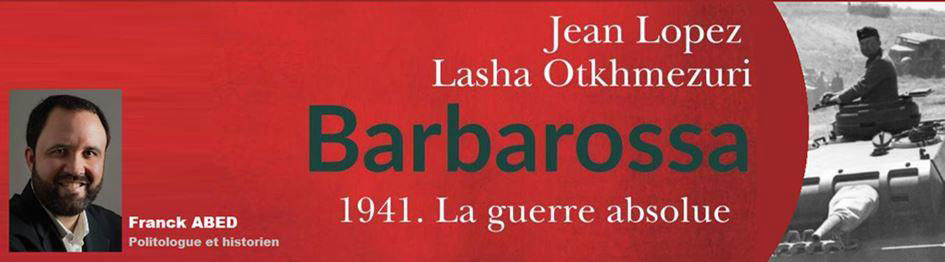 Jean Lopez
Lasha Otkhmezuri
Barbarossa
1941. La guerre absolue
Franck ABED
Politologue et historien